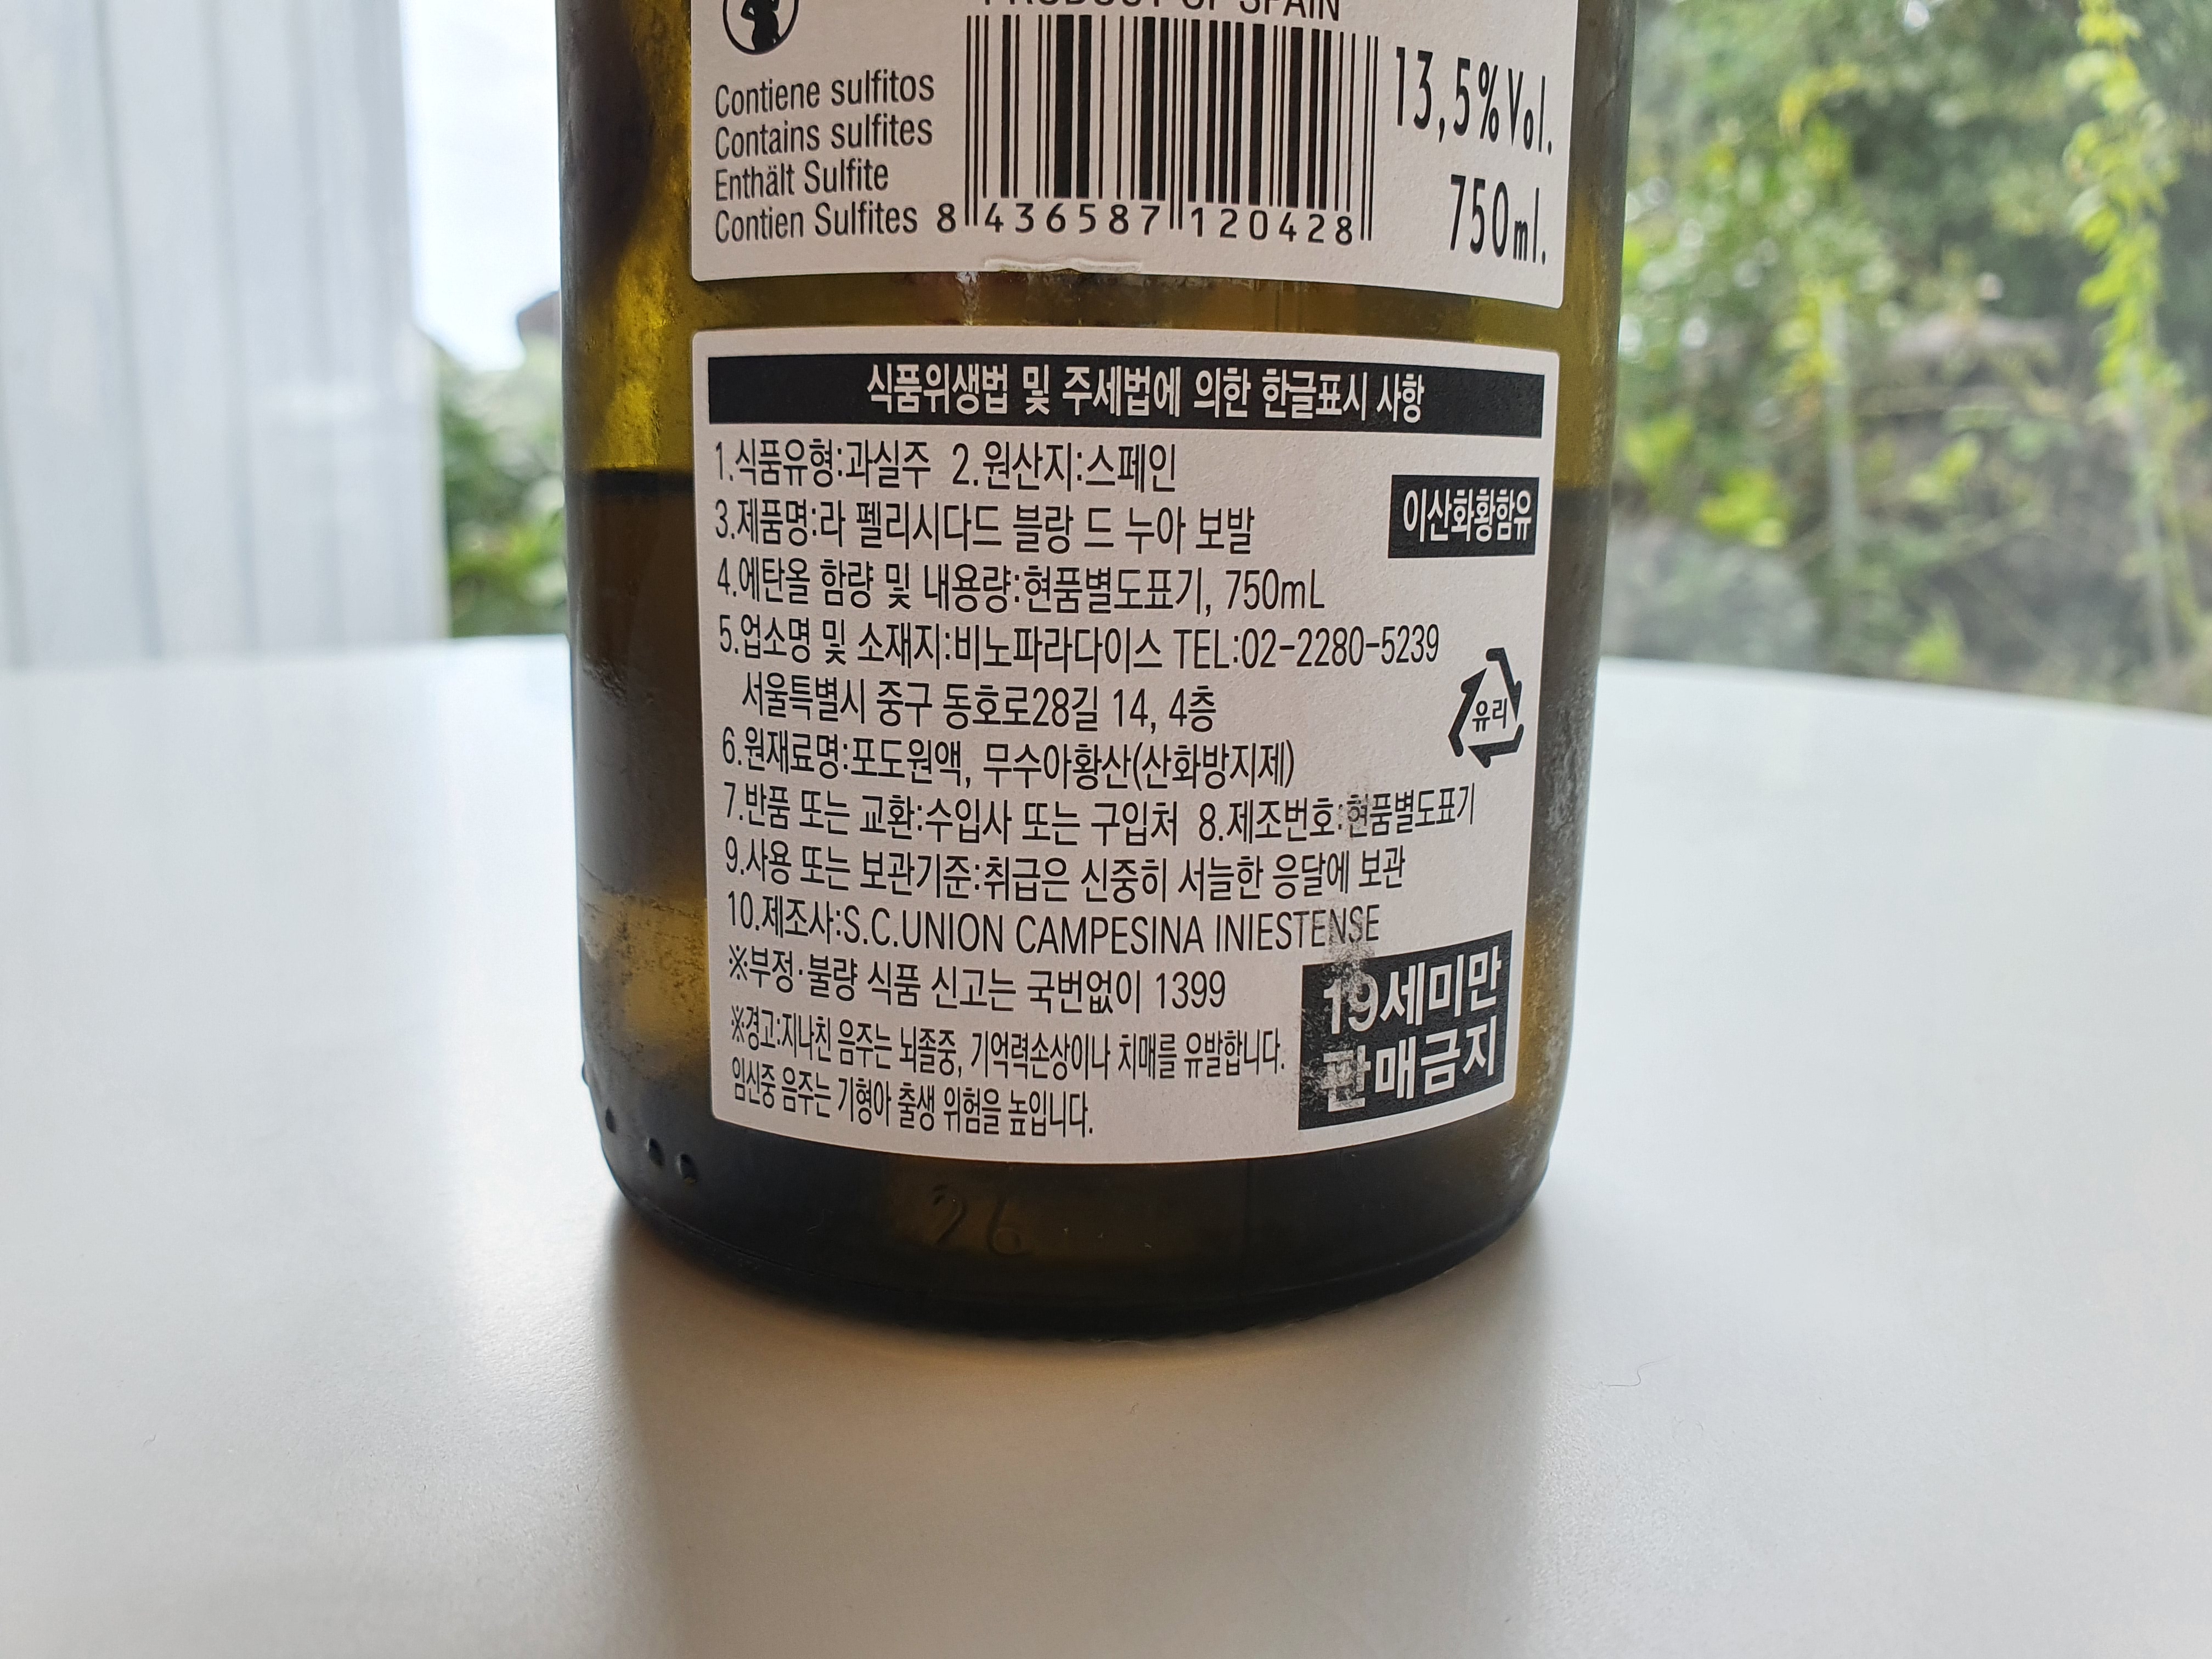 PRODUCT OF SPAIN
Contiene sulfitos
Contains sulfites
Enthält Sulfite
Contien Sulfites
8 436587 120428
13,5%Vol.
750ml.
식품위생법 및 주세법에 의한 한글표시 사항
1.식품유형:과실주 2.원산지:스페인
이산화황함유
3.제품명:라 펠리시다드 블랑 드 누아 보발
4.에탄올 함량 및 내용량:현품별도표기, 750mL
5.업소명 및 소재지:비노파라다이스 TEL:02-2280-5239
서울특별시 중구 동호로28길 14, 4층
유리
6.원재료명:포도원액, 무수아황산(산화방지제)
7.반품 또는 교환:수입사 또는 구입처 8.제조번호:현품별도표기
9.사용 또는 보관기준:취급은 신중히 서늘한 응달에 보관
10.제조사:S.C.UNION CAMPESINA INIESTENSE
※부정·불량 식품 신고는 국번없이 1399
※경고:지나친 음주는 뇌졸중, 기억력손상이나 치매를 유발합니다.
임신중 음주는 기형아 출생 위험을 높입니다.
19세미만
판매금지
26